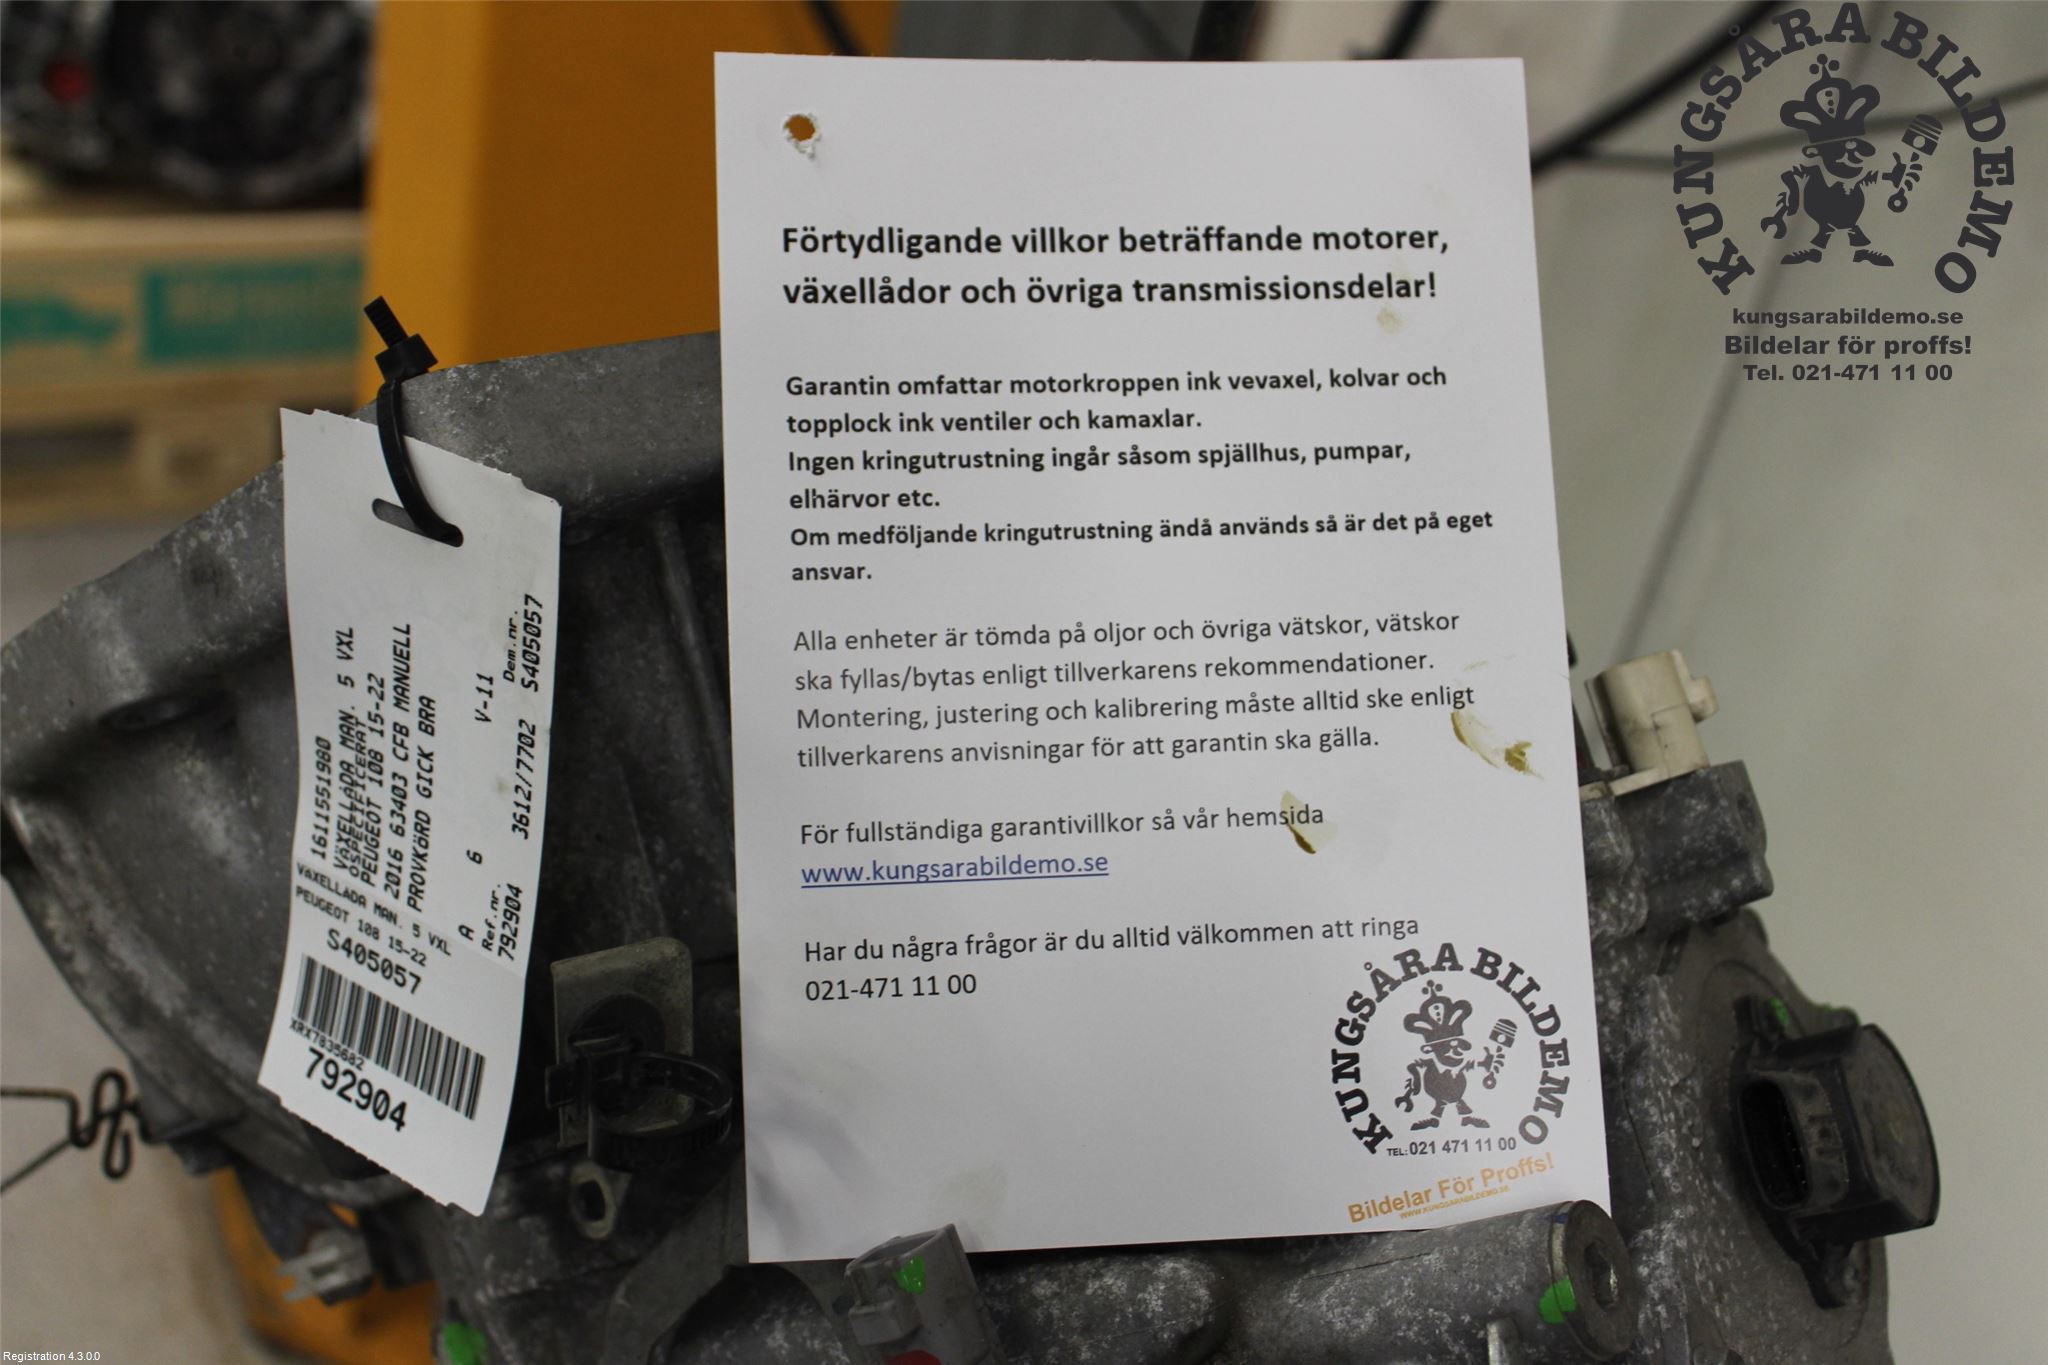 KUNGSÅRA BILDEMO
kungsarabildemo.se
Bildelar för proffs!
Tel. 021-471 11 00
Förtydligande villkor beträffande motorer,
växellådor och övriga transmissionsdelar!
Garantin omfattar motorkroppen ink vevaxel, kolvar och
topplock ink ventiler och kamaxlar.
Ingen kringutrustning ingår såsom spjällhus, pumpar,
elhärvor etc.
Om medföljande kringutrustning ändå används så är det på eget
ansvar.
Alla enheter är tömda på oljor och övriga vätskor, vätskor
ska fyllas/bytas enligt tillverkarens rekommendationer.
Montering, justering och kalibrering måste alltid ske enligt
tillverkarens anvisningar för att garantin ska gälla.
För fullständiga garantivillkor så vår hemsida
www.kungsarabildemo.se
Har du några frågor är du alltid välkommen att ringa
021-471 11 00
KUNGSÅRA BILDEMO
TEL: 021 471 11 00
Bildelar För Proffs!
WWW.KUNGSARABILDEMO.SE
1611551980
VÄXELLÅDA MAN. 5 VXL
OSPECIFICERAT
PEUGEOT 108 15-22
2016 63403 CFB MANUELL
PROVKÖRD GICK BRA
A 6 V-11
Ref.nr. Dem.nr.
792904 3612/7702 S405057
VÄXELLÅDA MAN. 5 VXL
PEUGEOT 108 15-22
S405057
XRX7835682
792904
Registration 4.3.0.0